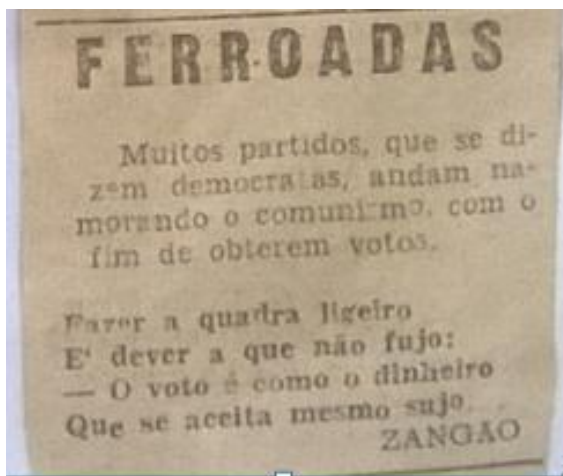 FERROADAS
Muitos partidos, que se di-
zem democratas, andam na-
morando o comunismo, com o
fim de obterem votos.
Fazer a quadra ligeiro
E' dever a que não fujo:
— O voto é como o dinheiro
Que se aceita mesmo sujo.
ZANGÃO